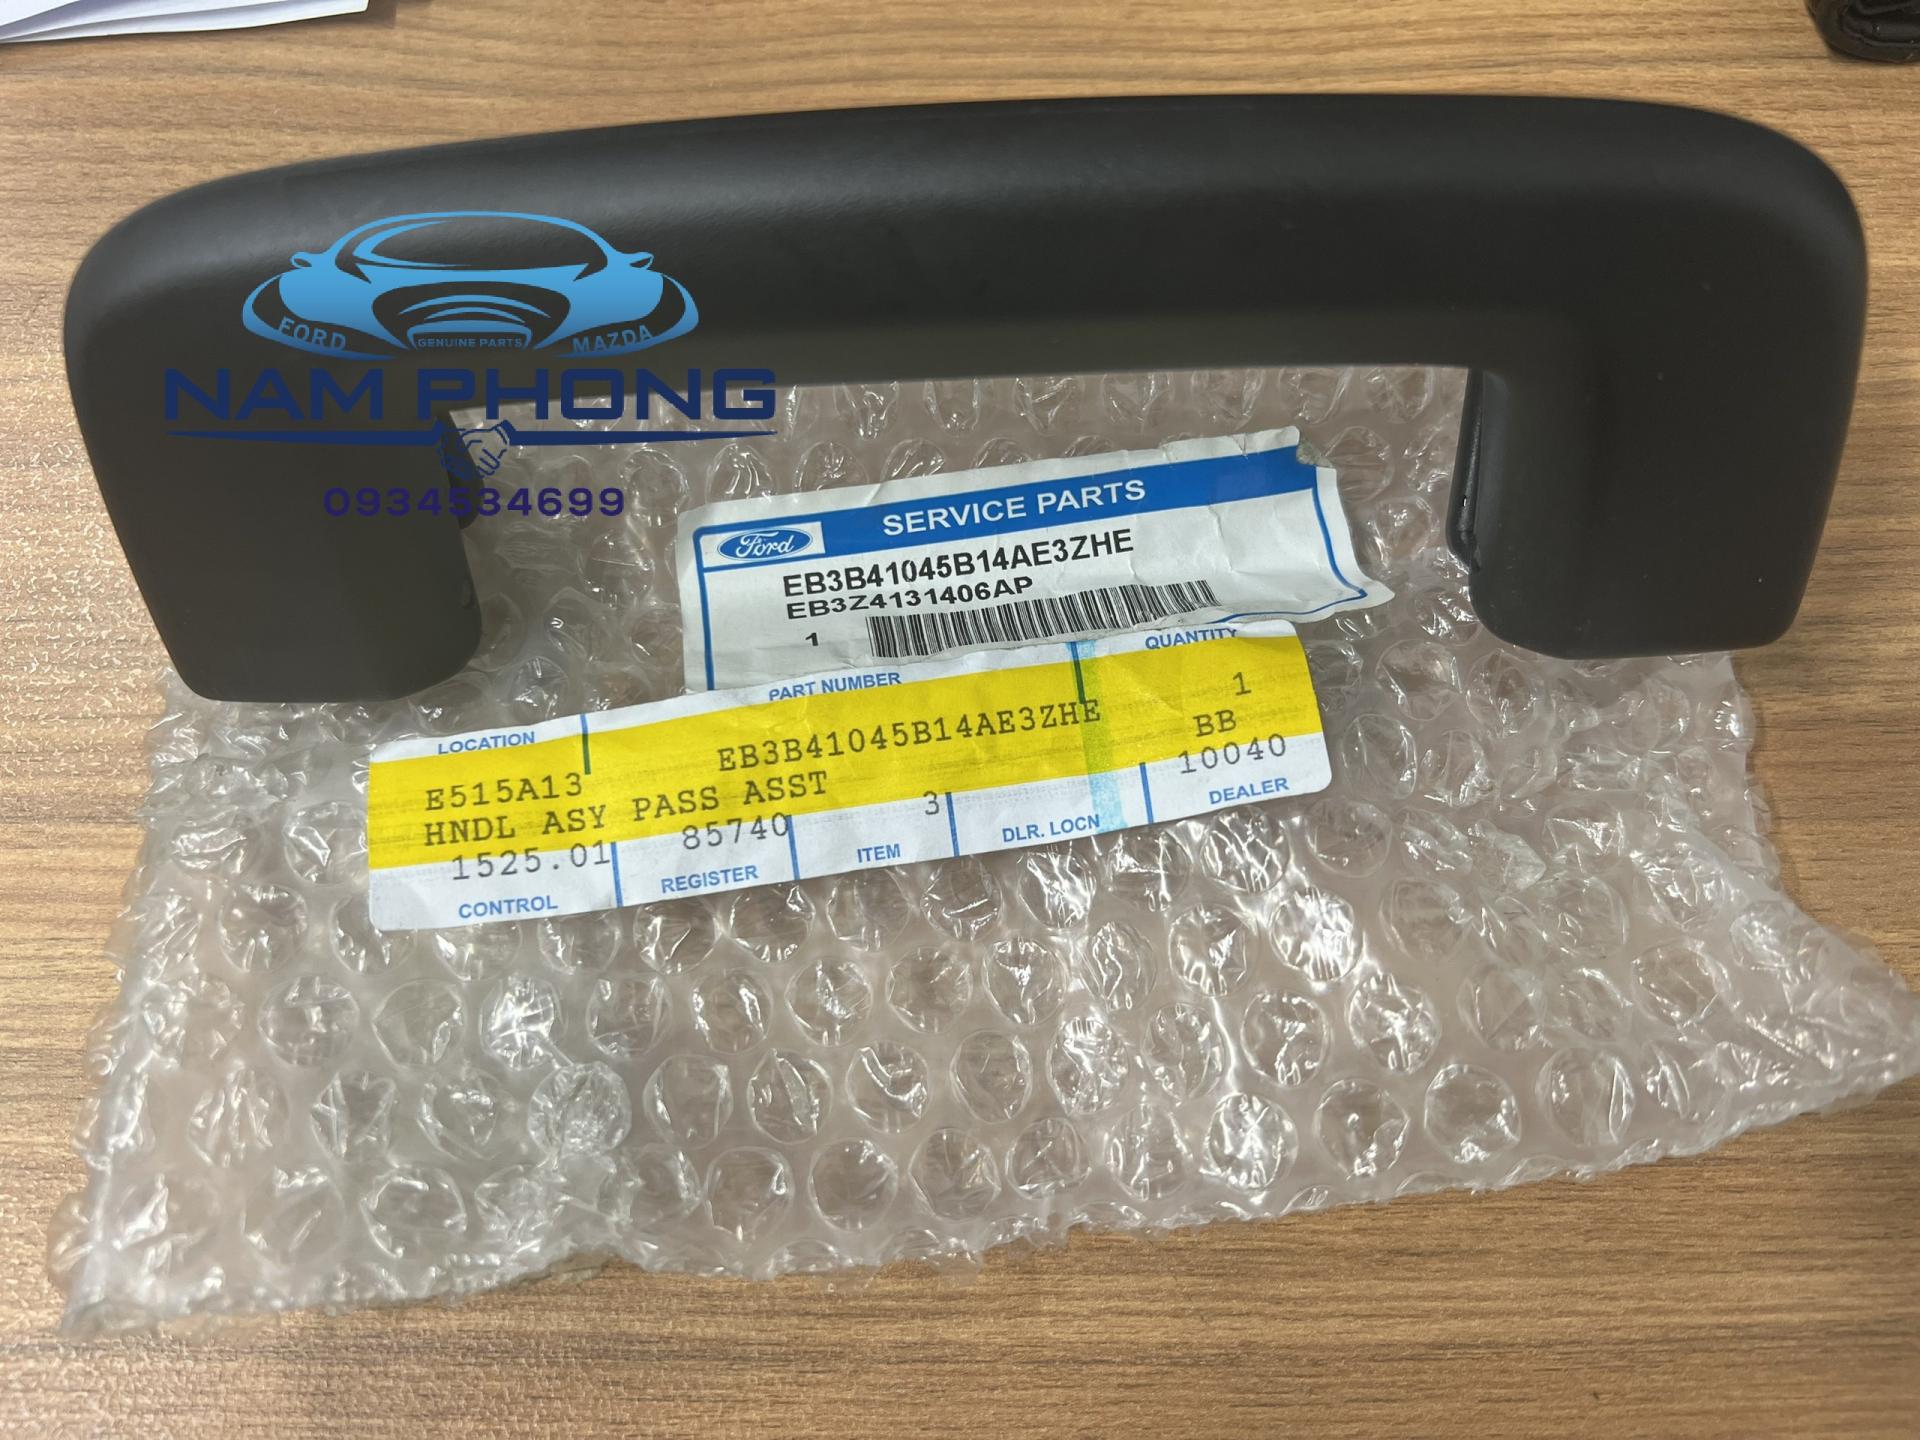 FORD
GENUINE PARTS
MAZDA
NAM PHONG
0934534699
Ford
SERVICE PARTS
EB3B41045B14AE3ZHE
EB3Z4131406AP
1
PART NUMBER
QUANTITY
LOCATION
EB3B41045B14AE3ZHE
1
E515A13
BB
HNDL ASY PASS ASST
10040
1525.01
85740
3
DEALER
CONTROL
REGISTER
ITEM
DLR. LOCN